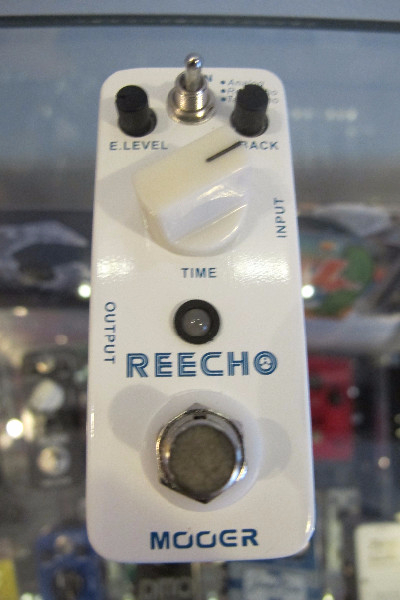 Analog
E.LEVEL
BACK
TIME
INPUT
OUTPUT
REECHO
MOOER